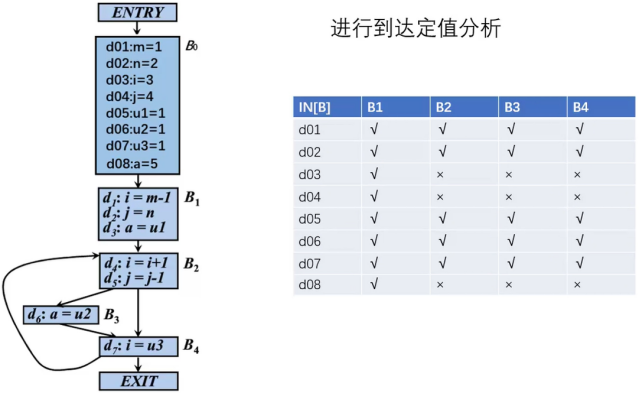 进行到达定值分析
ENTRY
B₀
d01:m=1
d02:n=2
d03:i=3
d04:j=4
d05:u1=1
d06:u2=1
d07:u3=1
d08:a=5
d₁: i = m-1 B₁
d₂: j = n
d₃: a = u1
d₄: i = i+1 B₂
d₅: j = j-1
d₆: a = u2 B₃
d₇: i = u3 B₄
EXIT
IN[B] B1 B2 B3 B4
d01 √ √ √ √
d02 √ √ √ √
d03 √ × × ×
d04 √ × × ×
d05 √ √ √ √
d06 √ √ √ √
d07 √ √ √ √
d08 √ × × ×